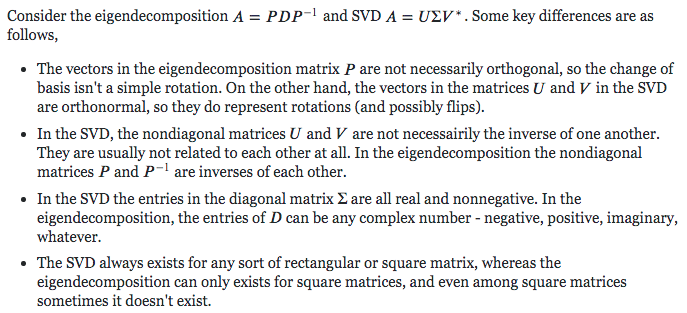 Consider the eigendecomposition A = PDP⁻¹ and SVD A = UΣV*. Some key differences are as
follows,
• The vectors in the eigendecomposition matrix P are not necessarily orthogonal, so the change of
basis isn't a simple rotation. On the other hand, the vectors in the matrices U and V in the SVD
are orthonormal, so they do represent rotations (and possibly flips).
• In the SVD, the nondiagonal matrices U and V are not necessairily the inverse of one another.
They are usually not related to each other at all. In the eigendecomposition the nondiagonal
matrices P and P⁻¹ are inverses of each other.
• In the SVD the entries in the diagonal matrix Σ are all real and nonnegative. In the
eigendecomposition, the entries of D can be any complex number - negative, positive, imaginary,
whatever.
• The SVD always exists for any sort of rectangular or square matrix, whereas the
eigendecomposition can only exists for square matrices, and even among square matrices
sometimes it doesn't exist.